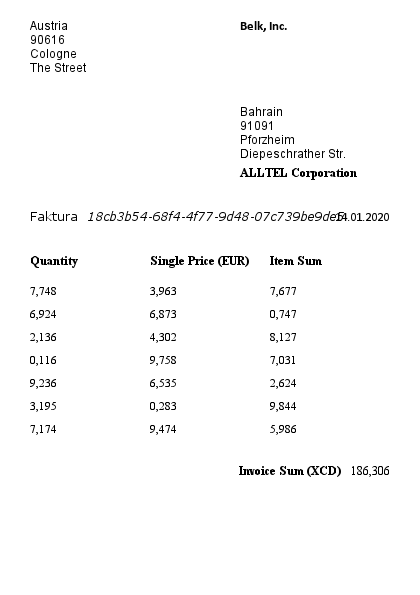 Austria
90616
Cologne
The Street
Belk, Inc.
Bahrain
91091
Pforzheim
Diepeschrather Str.
ALLTEL Corporation
Faktura 18cb3b54-68f4-4f77-9d48-07c739be9de5 14.01.2020
Quantity Single Price (EUR) Item Sum
7,748 3,963 7,677
6,924 6,873 0,747
2,136 4,302 8,127
0,116 9,758 7,031
9,236 6,535 2,624
3,195 0,283 9,844
7,174 9,474 5,986
Invoice Sum (XCD) 186,306